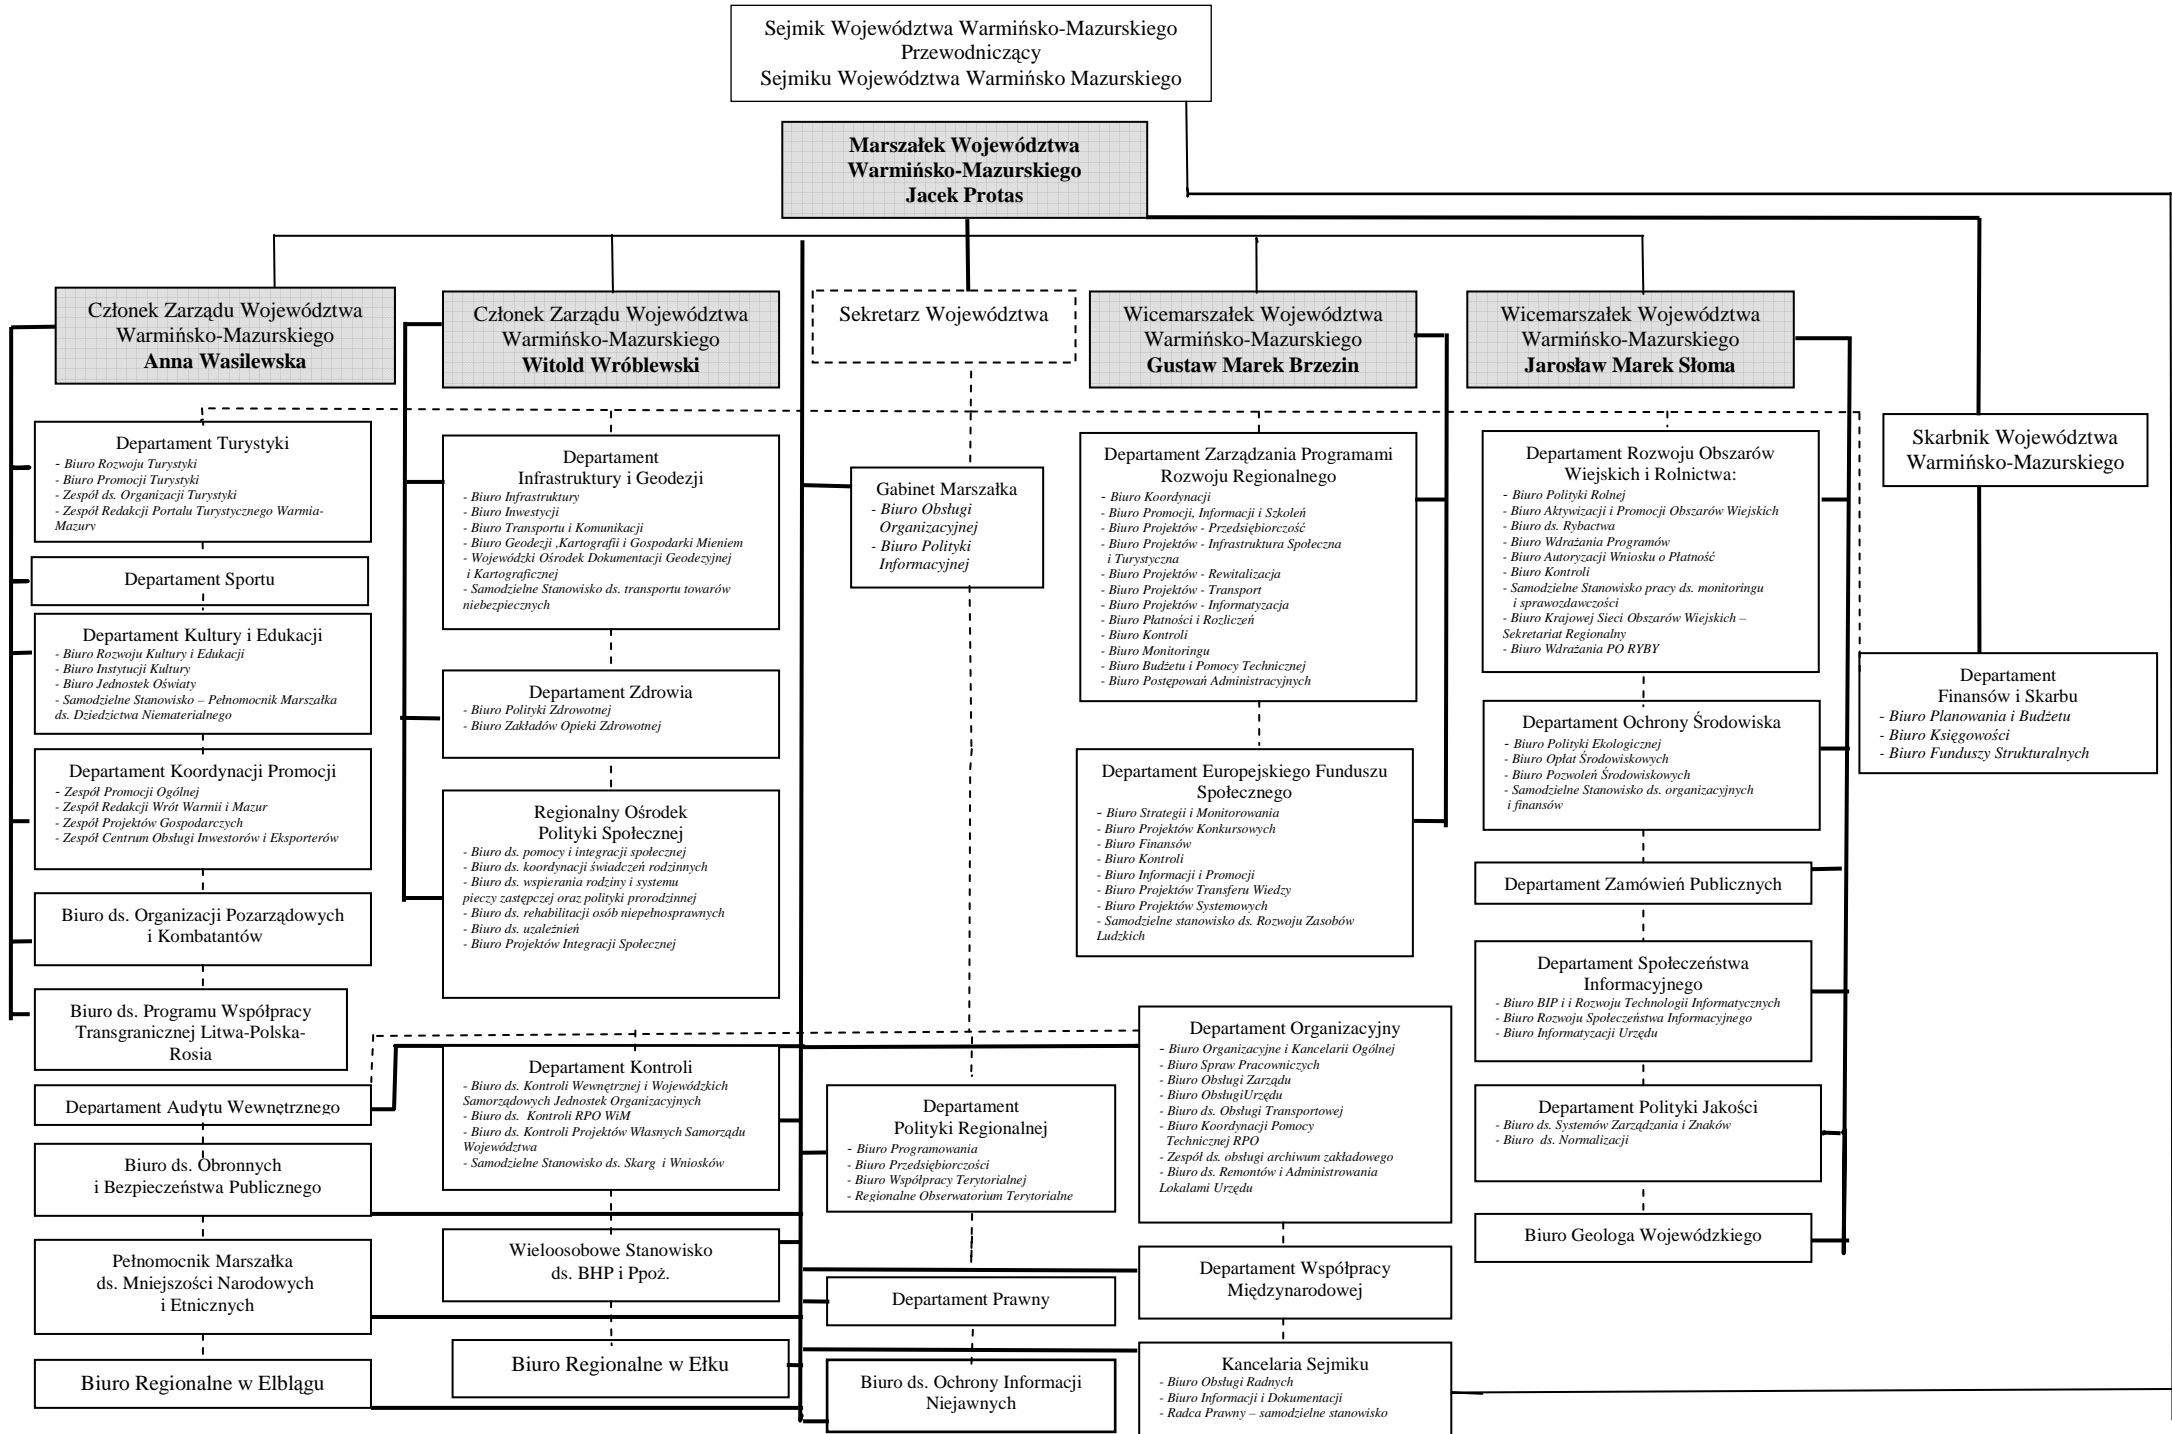 Sejmik Województwa Warmińsko-Mazurskiego
Przewodniczący
Sejmiku Województwa Warmińsko Mazurskiego
Marszałek Województwa
Warmińsko-Mazurskiego
Jacek Protas
Członek Zarządu Województwa
Warmińsko-Mazurskiego
Anna Wasilewska
Członek Zarządu Województwa
Warmińsko-Mazurskiego
Witold Wróblewski
Sekretarz Województwa
Wicemarszałek Województwa
Warmińsko-Mazurskiego
Gustaw Marek Brzezin
Wicemarszałek Województwa
Warmińsko-Mazurskiego
Jarosław Marek Słoma
Skarbnik Województwa
Warmińsko-Mazurskiego
Departament Turystyki
- Biuro Rozwoju Turystyki
- Biuro Promocji Turystyki
- Zespół ds. Organizacji Turystyki
- Zespół Redakcji Portalu Turystycznego Warmia-
Mazury
Departament Sportu
Departament Kultury i Edukacji
- Biuro Rozwoju Kultury i Edukacji
- Biuro Instytucji Kultury
- Biuro Jednostek Oświaty
- Samodzielne Stanowisko – Pełnomocnik Marszałka
ds. Dziedzictwa Niematerialnego
Departament Koordynacji Promocji
- Zespół Promocji Ogólnej
- Zespół Redakcji Wrót Warmii i Mazur
- Zespół Projektów Gospodarczych
- Zespół Centrum Obsługi Inwestorów i Eksporterów
Biuro ds. Organizacji Pozarządowych
i Kombatantów
Biuro ds. Programu Współpracy
Transgranicznej Litwa-Polska-
Rosia
Departament Audytu Wewnętrznego
Biuro ds. Obronnych
i Bezpieczeństwa Publicznego
Pełnomocnik Marszałka
ds. Mniejszości Narodowych
i Etnicznych
Biuro Regionalne w Elblągu
Departament
Infrastruktury i Geodezji
- Biuro Infrastruktury
- Biuro Inwestycji
- Biuro Transportu i Komunikacji
- Biuro Geodezji ,Kartografii i Gospodarki Mieniem
- Wojewódzki Ośrodek Dokumentacji Geodezyjnej
i Kartograficznej
- Samodzielne Stanowisko ds. transportu towarów
niebezpiecznych
Departament Zdrowia
- Biuro Polityki Zdrowotnej
- Biuro Zakładów Opieki Zdrowotnej
Regionalny Ośrodek
Polityki Społecznej
- Biuro ds. pomocy i integracji społecznej
- Biuro ds. koordynacji świadczeń rodzinnych
- Biuro ds. wspierania rodziny i systemu
pieczy zastępczej oraz polityki prorodzinnej
- Biuro ds. rehabilitacji osób niepełnosprawnych
- Biuro ds. uzależnień
- Biuro Projektów Integracji Społecznej
Departament Kontroli
- Biuro ds. Kontroli Wewnętrznej i Wojewódzkich
Samorządowych Jednostek Organizacyjnych
- Biuro ds. Kontroli RPO WiM
- Biuro ds. Kontroli Projektów Własnych Samorządu
Województwa
- Samodzielne Stanowisko ds. Skarg i Wniosków
Wieloosobowe Stanowisko
ds. BHP i Ppoż.
Biuro Regionalne w Ełku
Gabinet Marszałka
- Biuro Obsługi
Organizacyjnej
- Biuro Polityki
Informacyjnej
Departament
Polityki Regionalnej
- Biuro Programowania
- Biuro Przedsiębiorczości
- Biuro Współpracy Terytorialnej
- Regionalne Obserwatorium Terytorialne
Departament Prawny
Biuro ds. Ochrony Informacji
Niejawnych
Departament Zarządzania Programami
Rozwoju Regionalnego
- Biuro Koordynacji
- Biuro Promocji, Informacji i Szkoleń
- Biuro Projektów - Przedsiębiorczość
- Biuro Projektów - Infrastruktura Społeczna
i Turystyczna
- Biuro Projektów - Rewitalizacja
- Biuro Projektów - Transport
- Biuro Projektów - Informatyzacja
- Biuro Płatności i Rozliczeń
- Biuro Kontroli
- Biuro Monitoringu
- Biuro Budżetu i Pomocy Technicznej
- Biuro Postępowań Administracyjnych
Departament Europejskiego Funduszu
Społecznego
- Biuro Strategii i Monitorowania
- Biuro Projektów Konkursowych
- Biuro Finansów
- Biuro Kontroli
- Biuro Informacji i Promocji
- Biuro Projektów Transferu Wiedzy
- Biuro Projektów Systemowych
- Samodzielne stanowisko ds. Rozwoju Zasobów
Ludzkich
Departament Organizacyjny
- Biuro Organizacyjne i Kancelarii Ogólnej
- Biuro Spraw Pracowniczych
- Biuro Obsługi Zarządu
- Biuro ObsługiUrzędu
- Biuro ds. Obsługi Transportowej
- Biuro Koordynacji Pomocy
Technicznej RPO
- Zespół ds. obsługi archiwum zakładowego
- Biuro ds. Remontów i Administrowania
Lokalami Urzędu
Departament Współpracy
Międzynarodowej
Kancelaria Sejmiku
- Biuro Obsługi Radnych
- Biuro Informacji i Dokumentacji
- Radca Prawny – samodzielne stanowisko
Departament Rozwoju Obszarów
Wiejskich i Rolnictwa:
- Biuro Polityki Rolnej
- Biuro Aktywizacji i Promocji Obszarów Wiejskich
- Biuro ds. Rybactwa
- Biuro Wdrażania Programów
- Biuro Autoryzacji Wniosku o Płatność
- Biuro Kontroli
- Samodzielne Stanowisko pracy ds. monitoringu
i sprawozdawczości
- Biuro Krajowej Sieci Obszarów Wiejskich –
Sekretariat Regionalny
- Biuro Wdrażania PO RYBY
Departament Ochrony Środowiska
- Biuro Polityki Ekologicznej
- Biuro Opłat Środowiskowych
- Biuro Pozwoleń Środowiskowych
- Samodzielne Stanowisko ds. organizacyjnych
i finansów
Departament Zamówień Publicznych
Departament Społeczeństwa
Informacyjnego
- Biuro BIP i i Rozwoju Technologii Informatycznych
- Biuro Rozwoju Społeczeństwa Informacyjnego
- Biuro Informatyzacji Urzędu
Departament Polityki Jakości
- Biuro ds. Systemów Zarządzania i Znaków
- Biuro ds. Normalizacji
Biuro Geologa Wojewódzkiego
Departament
Finansów i Skarbu
- Biuro Planowania i Budżetu
- Biuro Księgowości
- Biuro Funduszy Strukturalnych